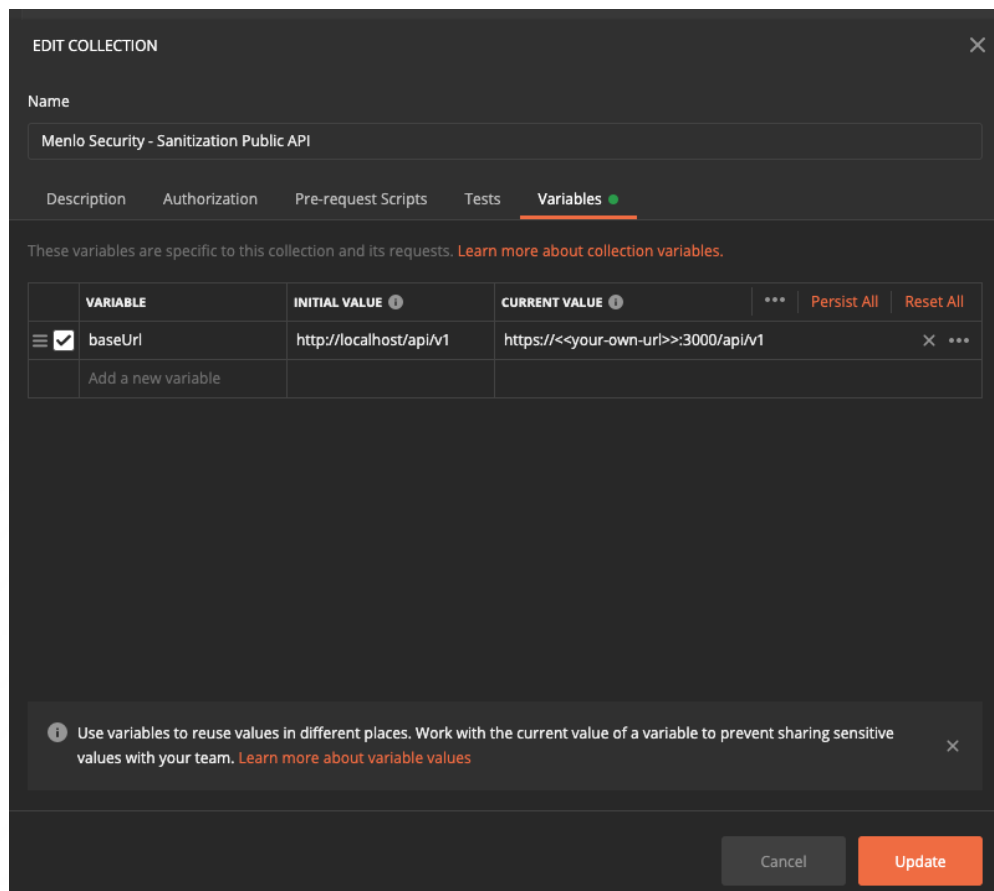 EDIT COLLECTION
Name
Menlo Security - Sanitization Public API
Description Authorization Pre-request Scripts Tests Variables
These variables are specific to this collection and its requests. Learn more about collection variables.
VARIABLE INITIAL VALUE CURRENT VALUE Persist All Reset All
baseUrl http://localhost/api/v1 https://<<your-own-url>>:3000/api/v1
Add a new variable
Use variables to reuse values in different places. Work with the current value of a variable to prevent sharing sensitive
values with your team. Learn more about variable values
Cancel Update